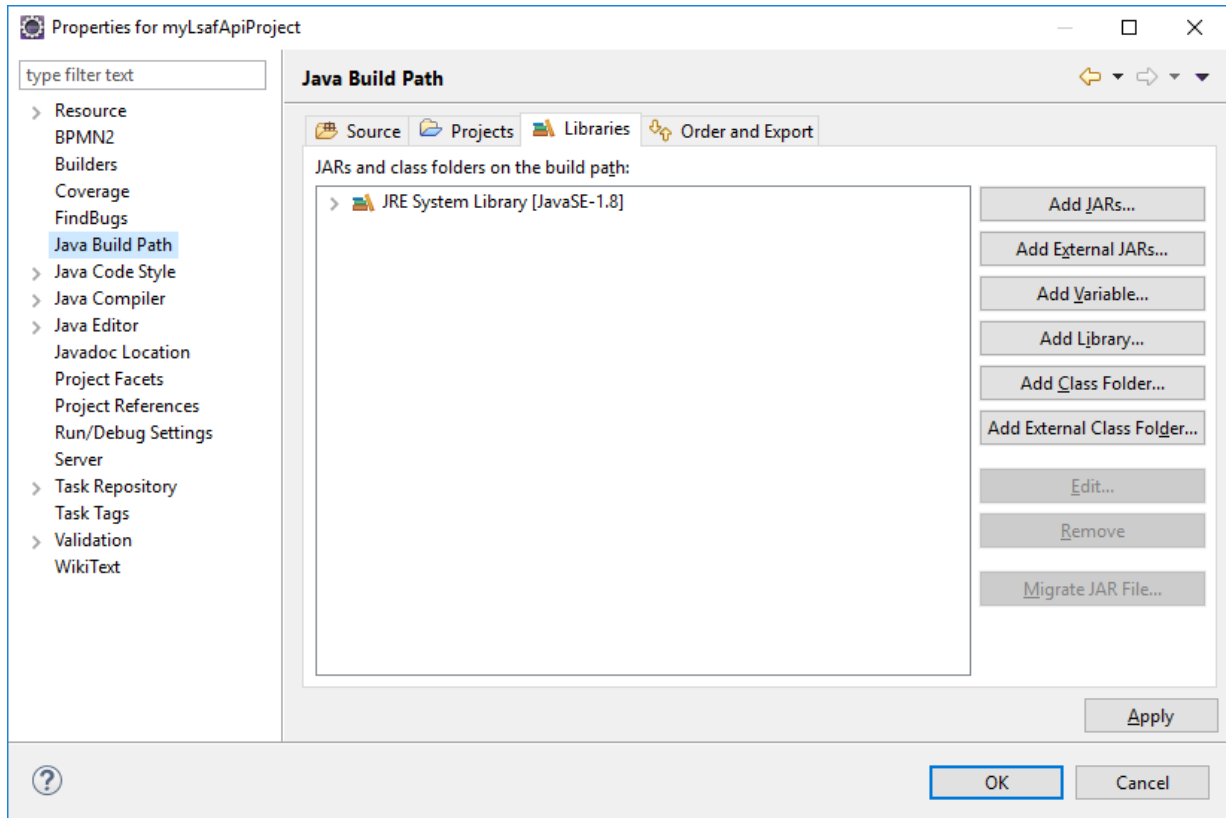 Properties for myLsafApiProject
type filter text
Resource
BPMN2
Builders
Coverage
FindBugs
Java Build Path
Java Code Style
Java Compiler
Java Editor
Javadoc Location
Project Facets
Project References
Run/Debug Settings
Server
Task Repository
Task Tags
Validation
WikiText
Java Build Path
Source Projects Libraries Order and Export
JARs and class folders on the build path:
JRE System Library [JavaSE-1.8]
Add JARs...
Add External JARs...
Add Variable...
Add Library...
Add Class Folder...
Add External Class Folder...
Edit...
Remove
Migrate JAR File...
Apply
?
OK Cancel